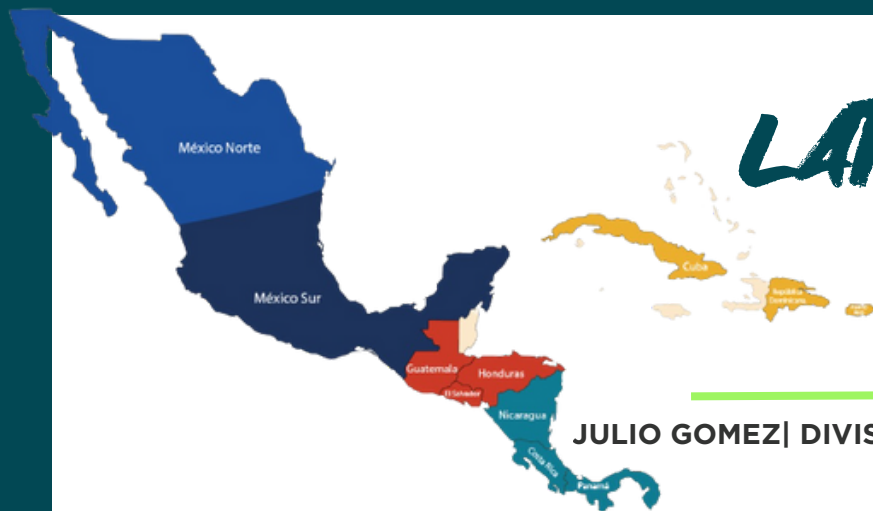 México Norte
LA
México Sur
Cuba
República
Dominicana
Guatemala
Honduras
El Salvador
Nicaragua
JULIO GOMEZ| DIVIS
Costa Rica
Panamá